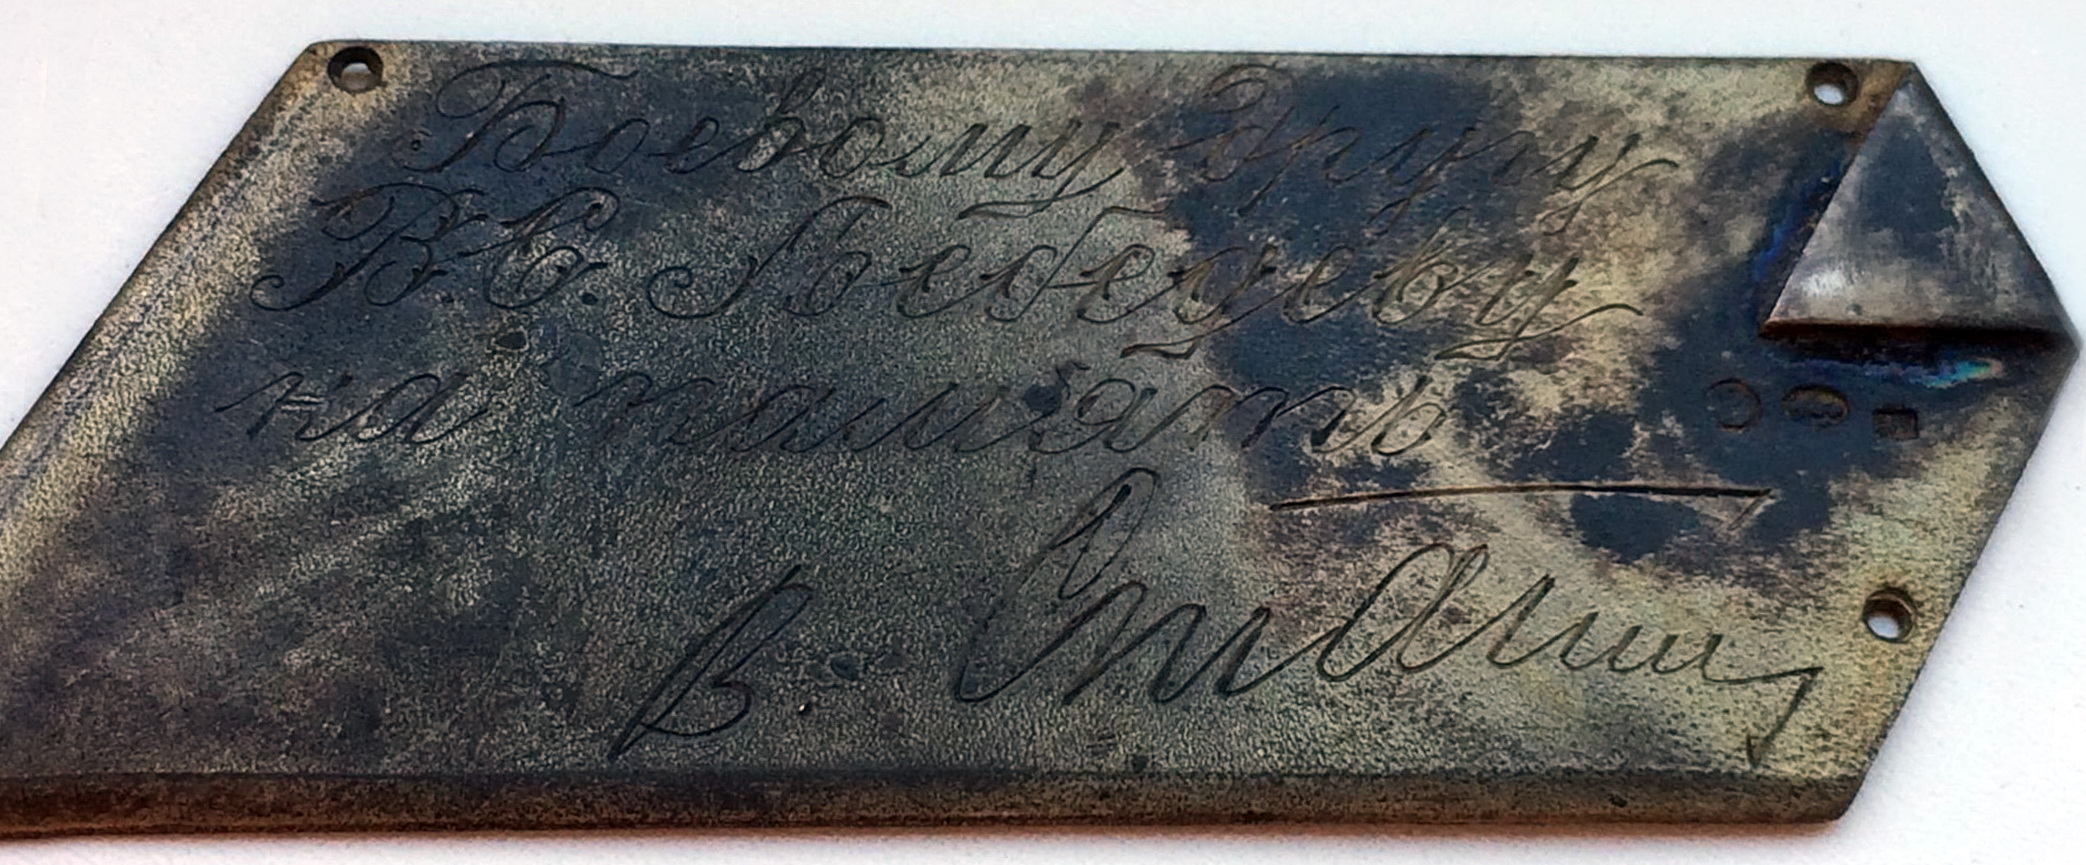 Боевому другу
В.С. Лебедеву
на память
В.